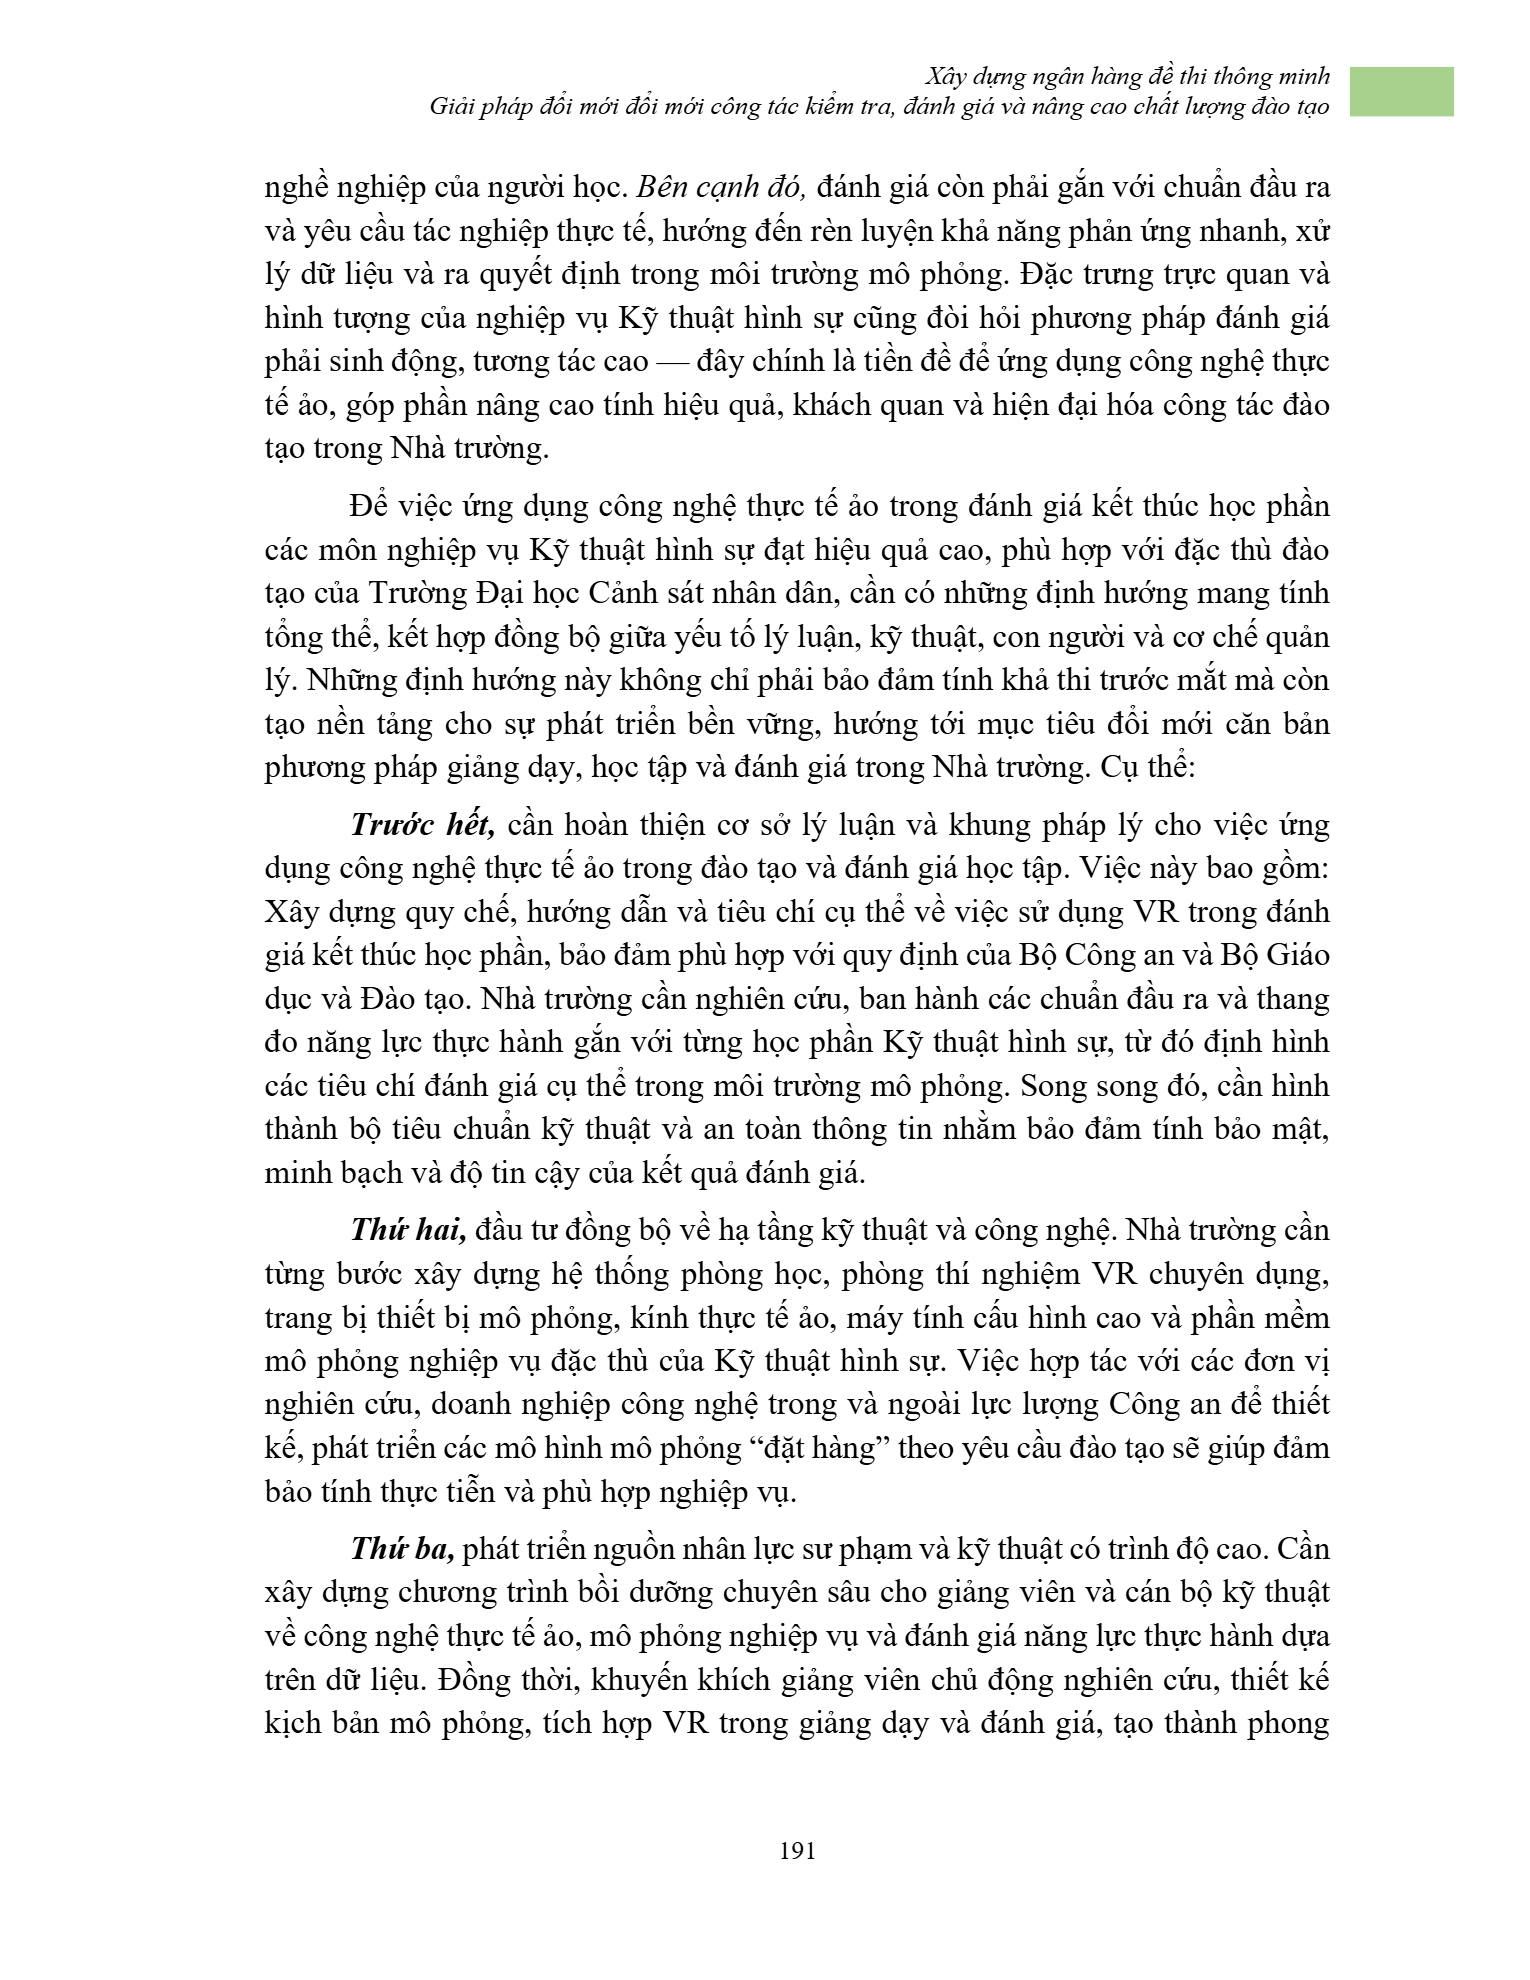 Xây dựng ngân hàng đề thi thông minh
Giải pháp đổi mới đổi mới công tác kiểm tra, đánh giá và nâng cao chất lượng đào tạo
nghề nghiệp của người học. Bên cạnh đó, đánh giá còn phải gắn với chuẩn đầu ra
và yêu cầu tác nghiệp thực tế, hướng đến rèn luyện khả năng phản ứng nhanh, xử
lý dữ liệu và ra quyết định trong môi trường mô phỏng. Đặc trưng trực quan và
hình tượng của nghiệp vụ Kỹ thuật hình sự cũng đòi hỏi phương pháp đánh giá
phải sinh động, tương tác cao — đây chính là tiền đề để ứng dụng công nghệ thực
tế ảo, góp phần nâng cao tính hiệu quả, khách quan và hiện đại hóa công tác đào
tạo trong Nhà trường.
Để việc ứng dụng công nghệ thực tế ảo trong đánh giá kết thúc học phần
các môn nghiệp vụ Kỹ thuật hình sự đạt hiệu quả cao, phù hợp với đặc thù đào
tạo của Trường Đại học Cảnh sát nhân dân, cần có những định hướng mang tính
tổng thể, kết hợp đồng bộ giữa yếu tố lý luận, kỹ thuật, con người và cơ chế quản
lý. Những định hướng này không chỉ phải bảo đảm tính khả thi trước mắt mà còn
tạo nền tảng cho sự phát triển bền vững, hướng tới mục tiêu đổi mới căn bản
phương pháp giảng dạy, học tập và đánh giá trong Nhà trường. Cụ thể:
Trước hết, cần hoàn thiện cơ sở lý luận và khung pháp lý cho việc ứng
dụng công nghệ thực tế ảo trong đào tạo và đánh giá học tập. Việc này bao gồm:
Xây dựng quy chế, hướng dẫn và tiêu chí cụ thể về việc sử dụng VR trong đánh
giá kết thúc học phần, bảo đảm phù hợp với quy định của Bộ Công an và Bộ Giáo
dục và Đào tạo. Nhà trường cần nghiên cứu, ban hành các chuẩn đầu ra và thang
đo năng lực thực hành gắn với từng học phần Kỹ thuật hình sự, từ đó định hình
các tiêu chí đánh giá cụ thể trong môi trường mô phỏng. Song song đó, cần hình
thành bộ tiêu chuẩn kỹ thuật và an toàn thông tin nhằm bảo đảm tính bảo mật,
minh bạch và độ tin cậy của kết quả đánh giá.
Thứ hai, đầu tư đồng bộ về hạ tầng kỹ thuật và công nghệ. Nhà trường cần
từng bước xây dựng hệ thống phòng học, phòng thí nghiệm VR chuyên dụng,
trang bị thiết bị mô phỏng, kính thực tế ảo, máy tính cấu hình cao và phần mềm
mô phỏng nghiệp vụ đặc thù của Kỹ thuật hình sự. Việc hợp tác với các đơn vị
nghiên cứu, doanh nghiệp công nghệ trong và ngoài lực lượng Công an để thiết
kế, phát triển các mô hình mô phỏng “đặt hàng” theo yêu cầu đào tạo sẽ giúp đảm
bảo tính thực tiễn và phù hợp nghiệp vụ.
Thứ ba, phát triển nguồn nhân lực sư phạm và kỹ thuật có trình độ cao. Cần
xây dựng chương trình bồi dưỡng chuyên sâu cho giảng viên và cán bộ kỹ thuật
về công nghệ thực tế ảo, mô phỏng nghiệp vụ và đánh giá năng lực thực hành dựa
trên dữ liệu. Đồng thời, khuyến khích giảng viên chủ động nghiên cứu, thiết kế
kịch bản mô phỏng, tích hợp VR trong giảng dạy và đánh giá, tạo thành phong
191